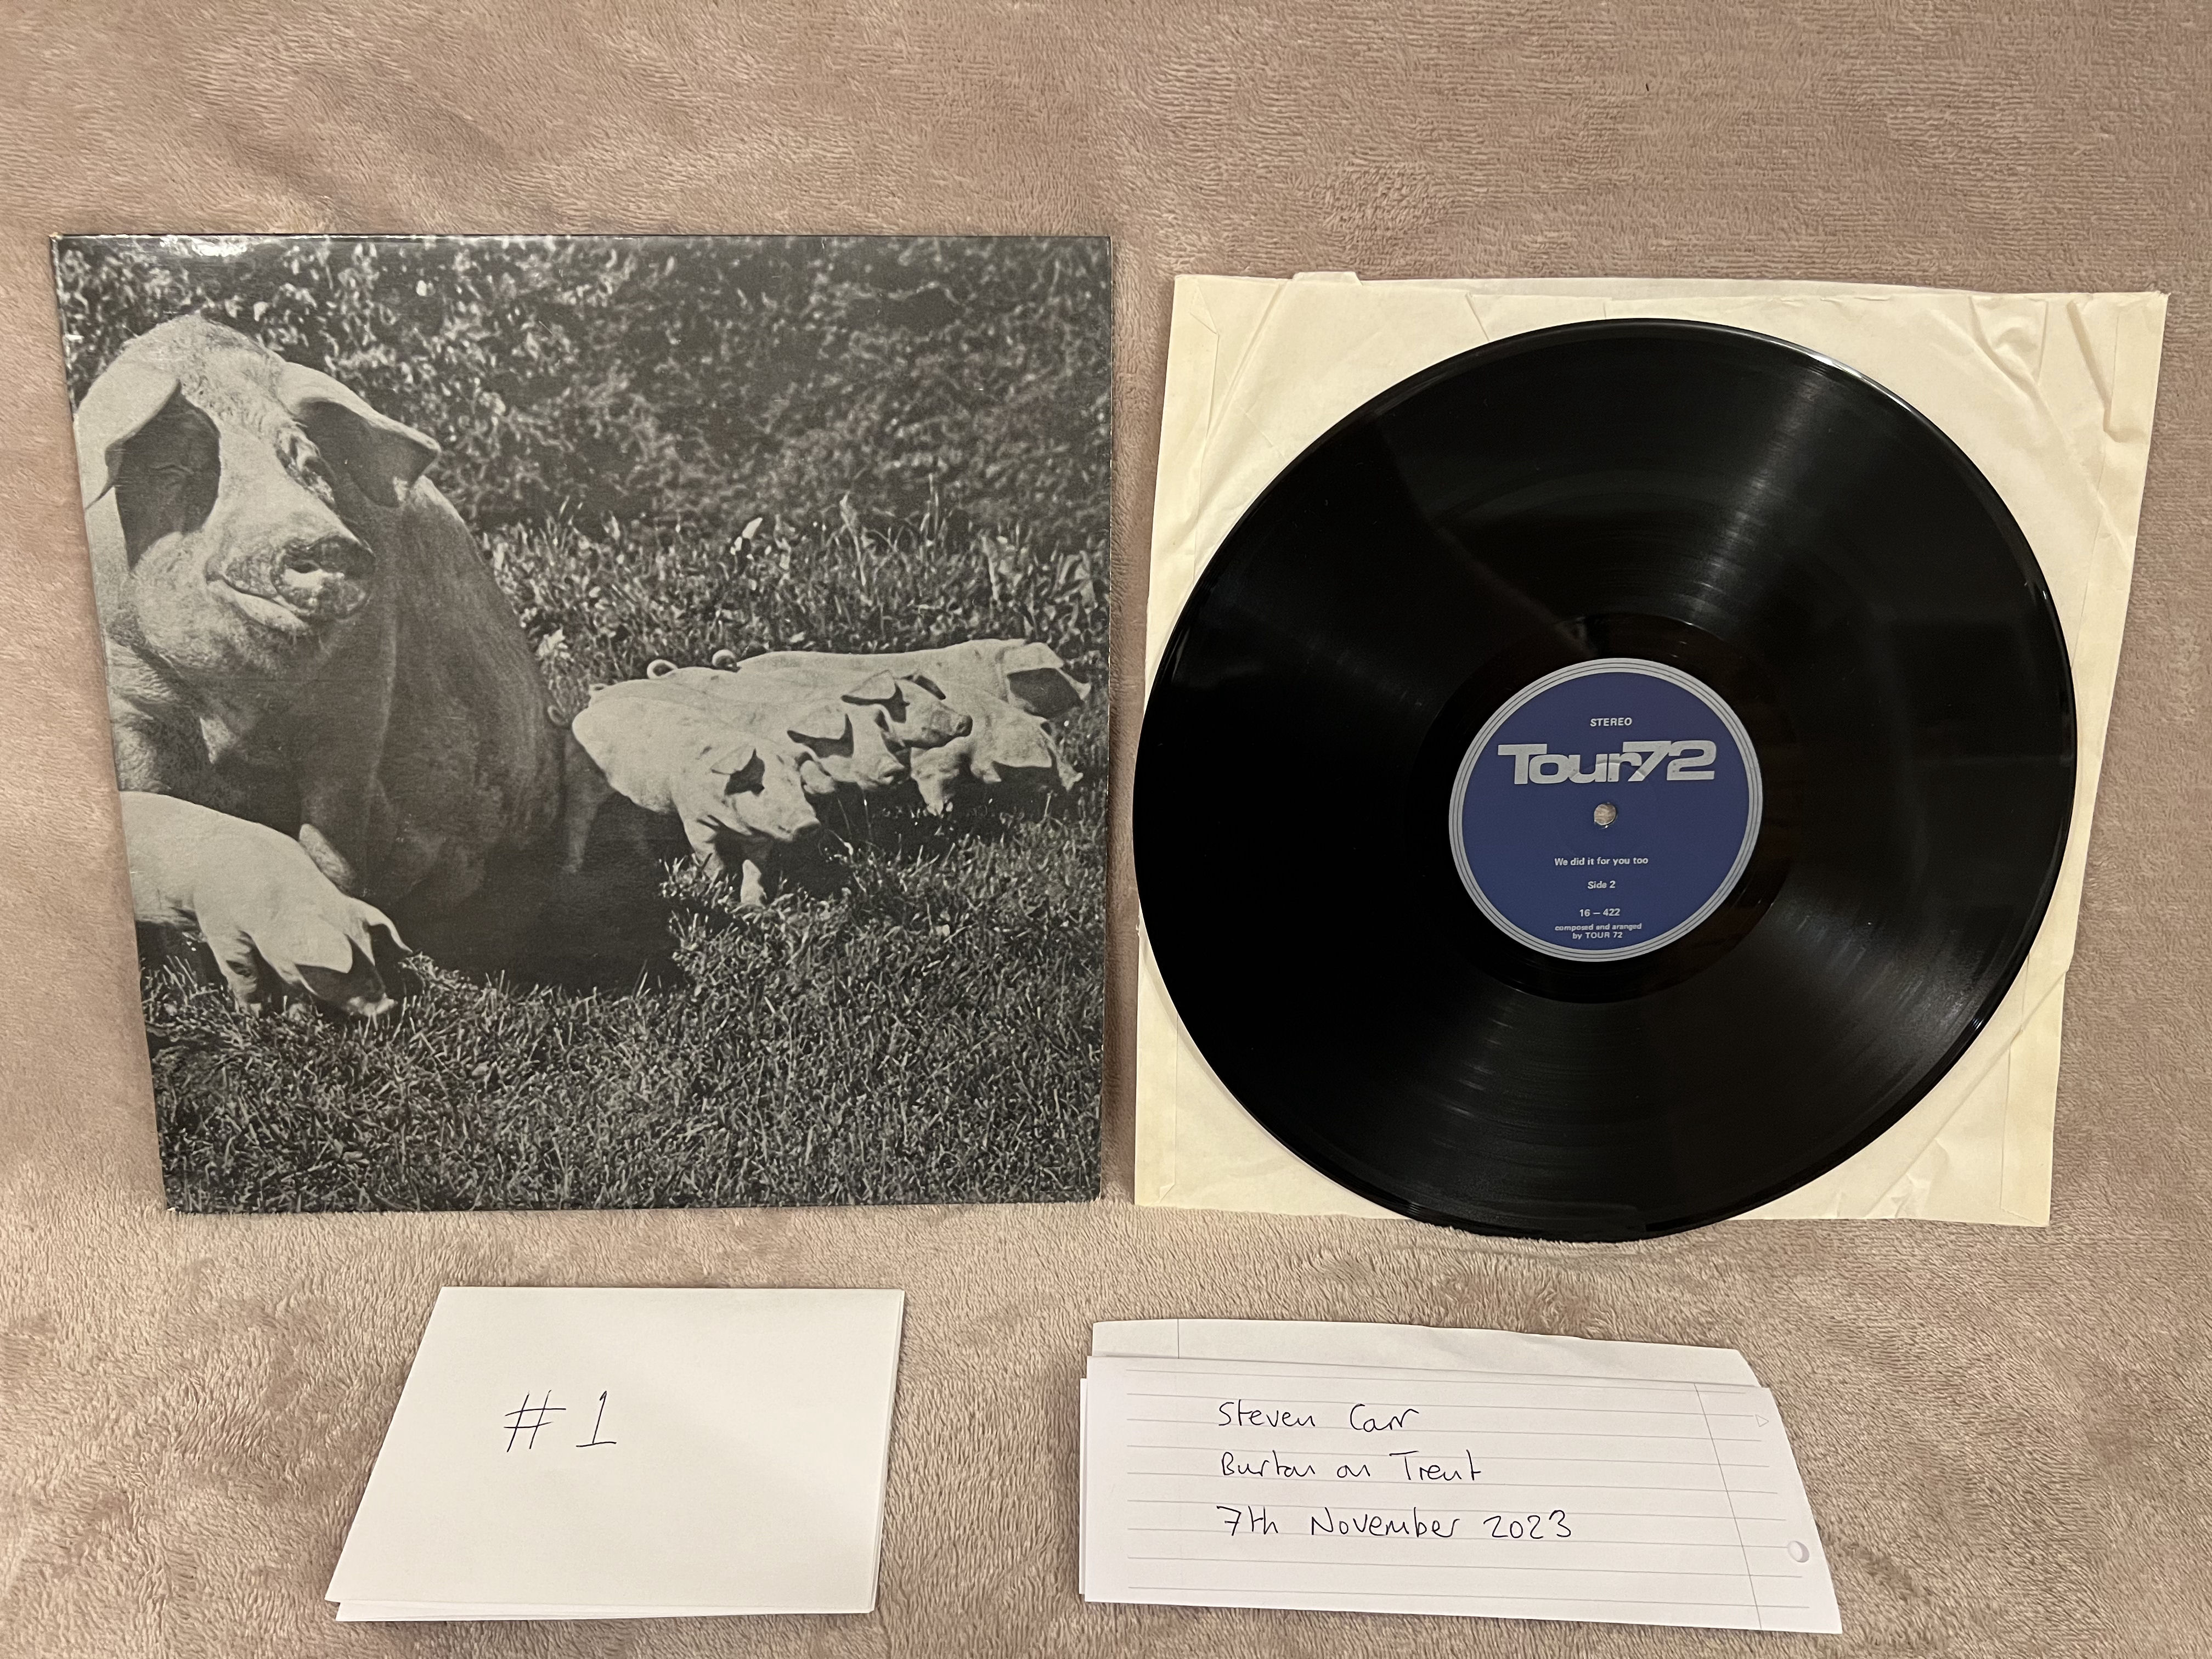 STEREO
Tour72
We did it for you too
Side 2
16 – 422
composed and aranged
by TOUR 72
#1
Steven Carr
Burton on Trent
7th November 2023